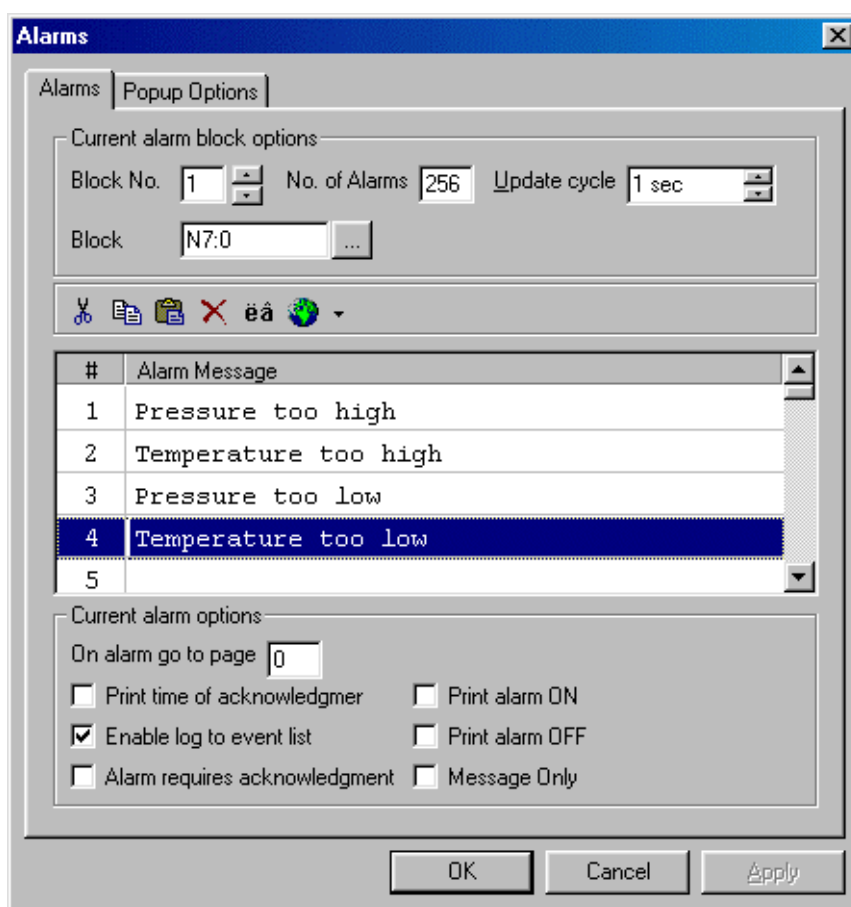 Alarms
Alarms Popup Options
Current alarm block options
Block No. 1 No. of Alarms 256 Update cycle 1 sec
Block N7:0 ...
ëâ
# Alarm Message
1 Pressure too high
2 Temperature too high
3 Pressure too low
4 Temperature too low
5
Current alarm options
On alarm go to page 0
Print time of acknowledgmer Print alarm ON
Enable log to event list Print alarm OFF
Alarm requires acknowledgment Message Only
OK Cancel Apply